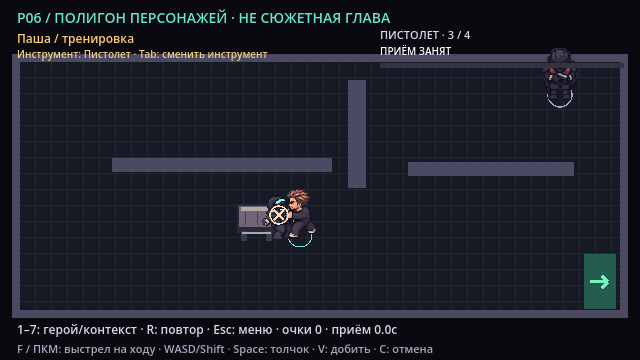 P06 / ПОЛИГОН ПЕРСОНАЖЕЙ · НЕ СЮЖЕТНАЯ ГЛАВА
Паша / тренировка
Инструмент: Пистолет · Tab: сменить инструмент
ПИСТОЛЕТ · 3 / 4
ПРИЁМ ЗАНЯТ
1–7: герой/контекст · R: повтор · Esc: меню · очки 0 · приём 0.0с
F / ПКМ: выстрел на ходу · WASD/Shift · Space: толчок · V: добить · C: отмена